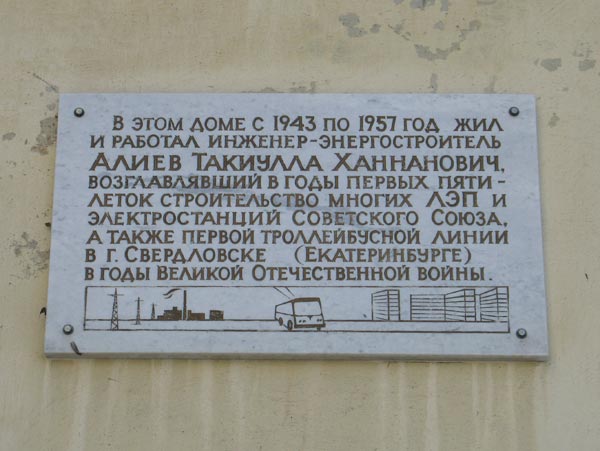 В ЭТОМ ДОМЕ С 1943 ПО 1957 ГОД ЖИЛ
И РАБОТАЛ ИНЖЕНЕР-ЭНЕРГОСТРОИТЕЛЬ
АЛИЕВ ТАКИУЛЛА ХАННАНОВИЧ,
ВОЗГЛАВЛЯВШИЙ В ГОДЫ ПЕРВЫХ ПЯТИ-
ЛЕТОК СТРОИТЕЛЬСТВО МНОГИХ ЛЭП И
ЭЛЕКТРОСТАНЦИЙ СОВЕТСКОГО СОЮЗА,
А ТАКЖЕ ПЕРВОЙ ТРОЛЛЕЙБУСНОЙ ЛИНИИ
В Г. СВЕРДЛОВСКЕ (ЕКАТЕРИНБУРГЕ)
В ГОДЫ ВЕЛИКОЙ ОТЕЧЕСТВЕННОЙ ВОЙНЫ.